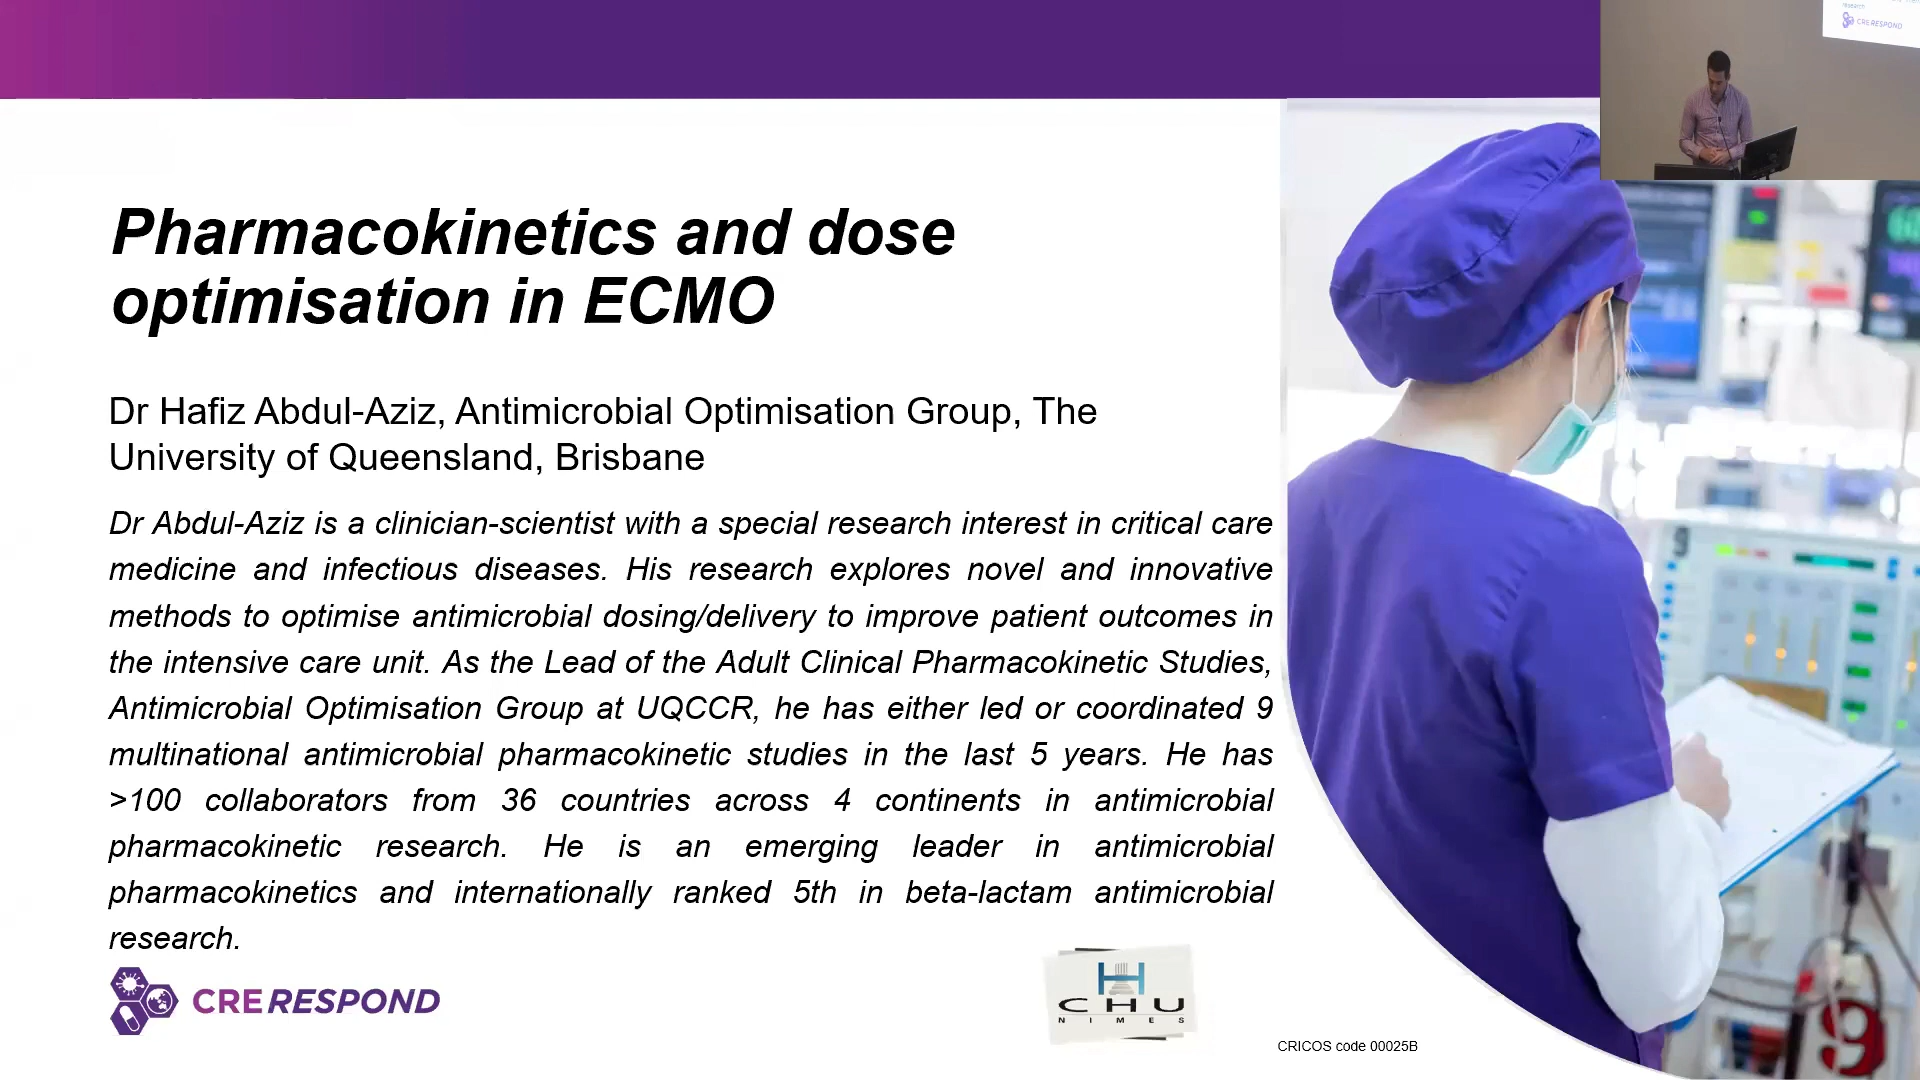 Pharmacokinetics and dose
optimisation in ECMO
Dr Hafiz Abdul-Aziz, Antimicrobial Optimisation Group, The
University of Queensland, Brisbane
Dr Abdul-Aziz is a clinician-scientist with a special research interest in critical care
medicine and infectious diseases. His research explores novel and innovative
methods to optimise antimicrobial dosing/delivery to improve patient outcomes in
the intensive care unit. As the Lead of the Adult Clinical Pharmacokinetic Studies,
Antimicrobial Optimisation Group at UQCCR, he has either led or coordinated 9
multinational antimicrobial pharmacokinetic studies in the last 5 years. He has
>100 collaborators from 36 countries across 4 continents in antimicrobial
pharmacokinetic research. He is an emerging leader in antimicrobial
pharmacokinetics and internationally ranked 5th in beta-lactam antimicrobial
research.
CRE RESPOND
H
CHU
NIMES
CRICOS code 00025B
research
CRE RESPOND
9
9